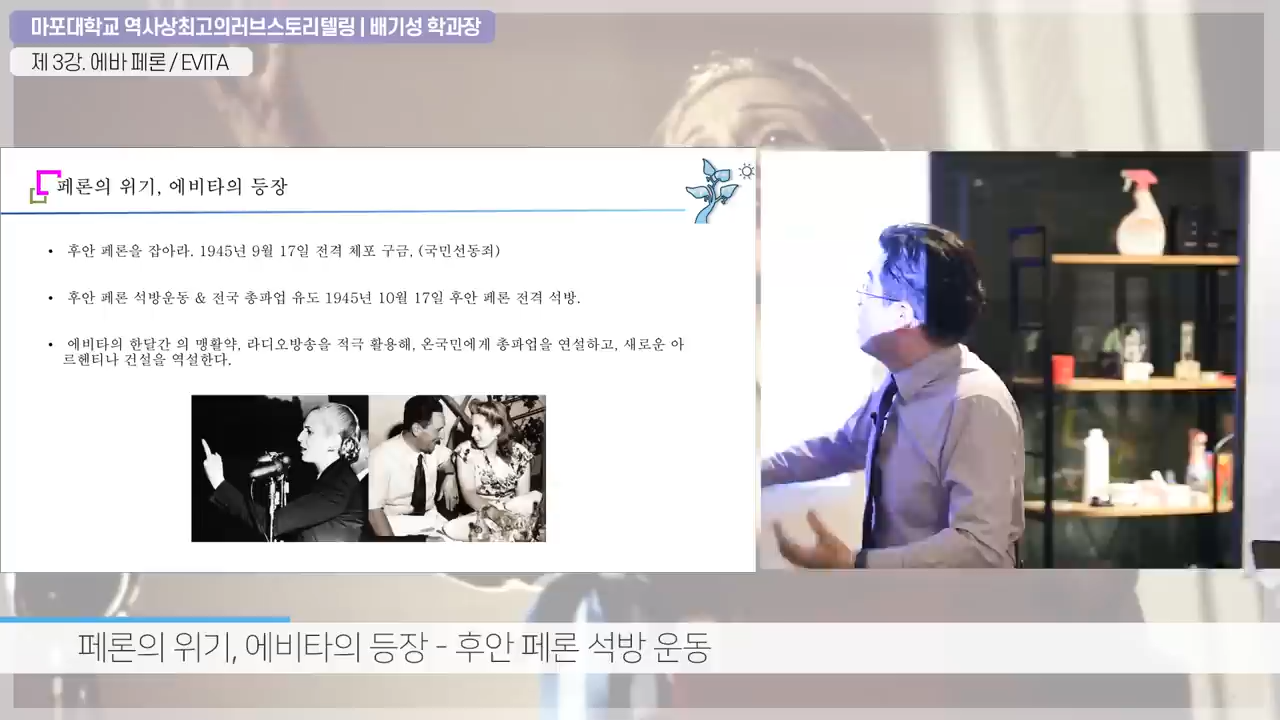 마포대학교 역사상최고의러브스토리텔링 | 배기성 학과장
제 3강. 에바 페론 / EVITA
페론의 위기, 에비타의 등장
• 후안 페론을 잡아라. 1945년 9월 17일 전격 체포 구금, (국민선동죄)
• 후안 페론 석방운동 & 전국 총파업 유도 1945년 10월 17일 후안 페론 전격 석방.
• 에비타의 한달간 의 맹활약, 라디오방송을 적극 활용해, 온국민에게 총파업을 연설하고, 새로운 아
르헨티나 건설을 역설한다.
페론의 위기, 에비타의 등장 - 후안 페론 석방 운동